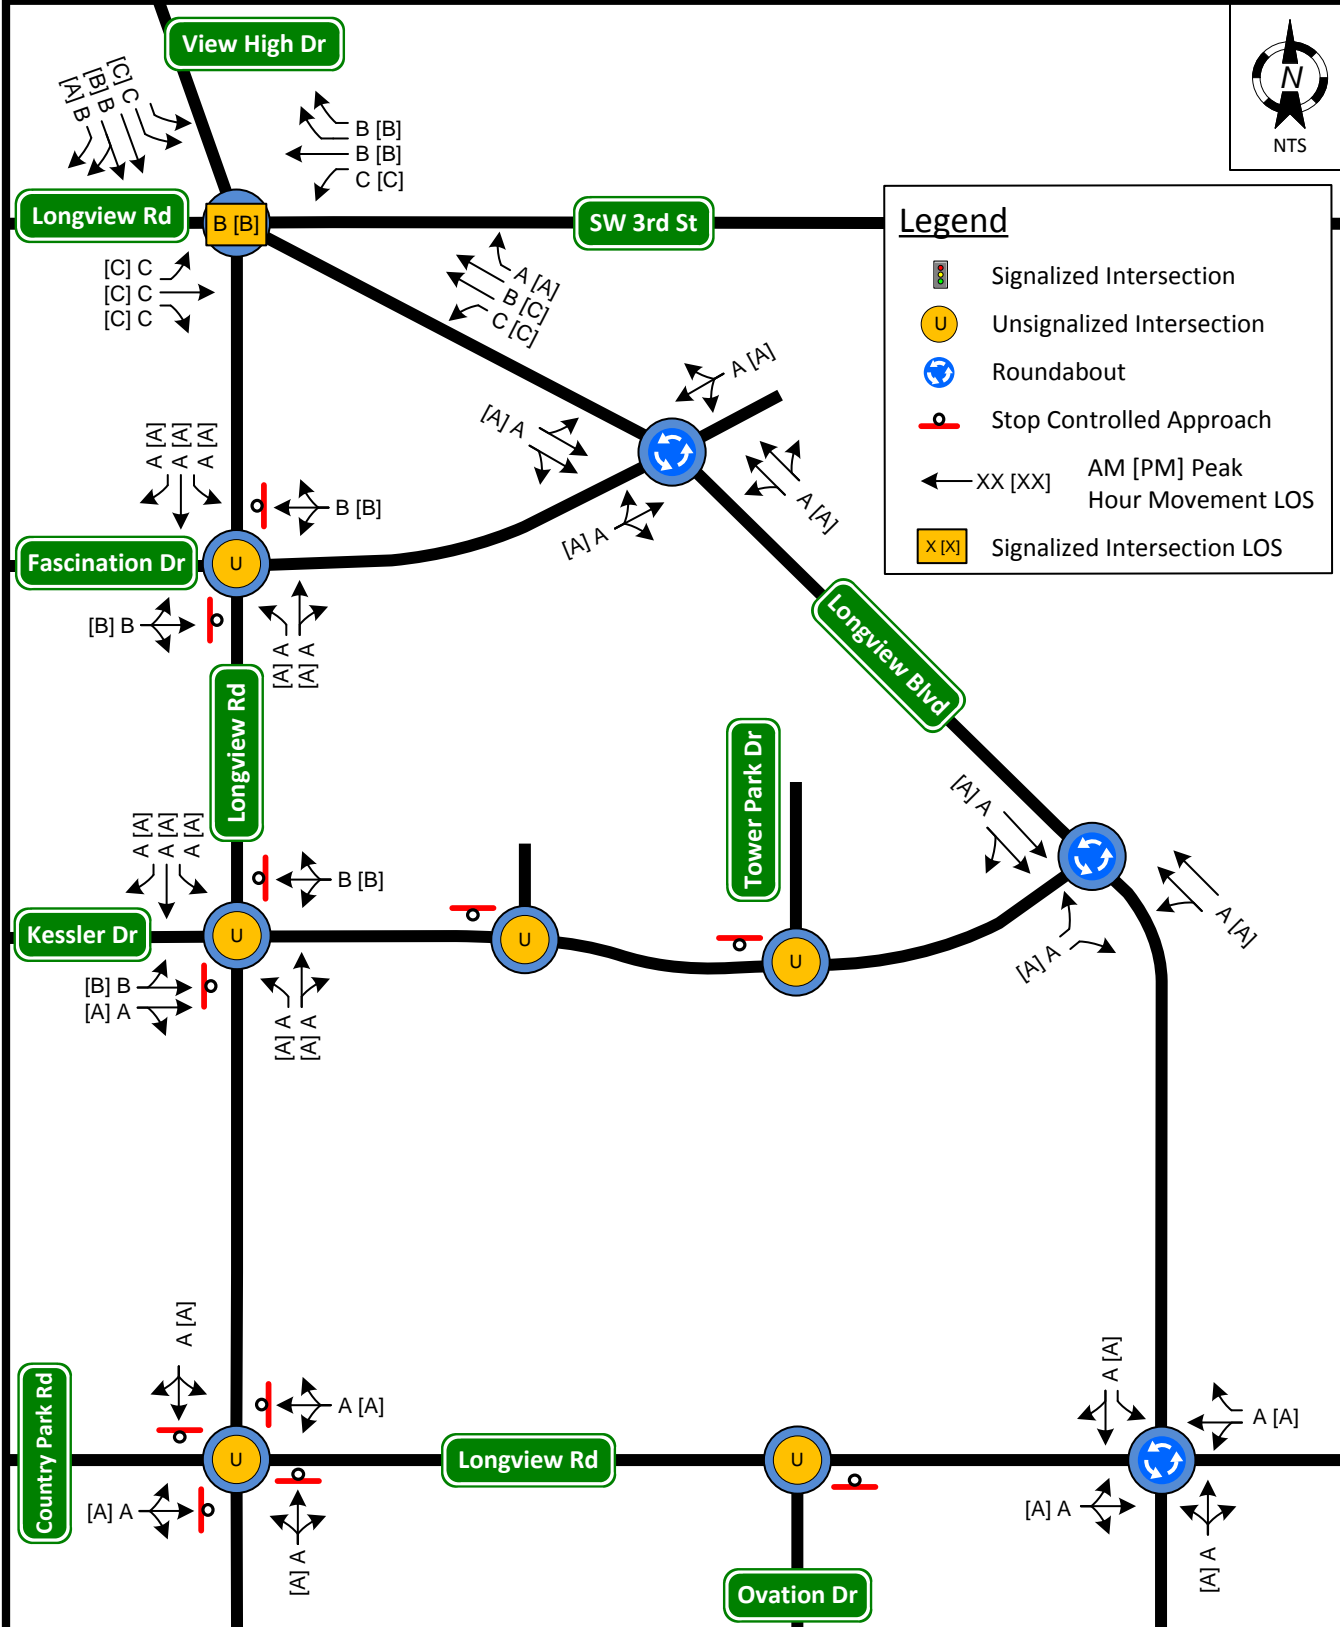 View High Dr
N
NTS
[C] C
[B] B
[A] B
B [B]
B [B]
C [C]
Longview Rd
B [B]
SW 3rd St
[C] C
[C] C
[C] C
A [A]
B [C]
C [C]
Legend
Signalized Intersection
U
Unsignalized Intersection
Roundabout
Stop Controlled Approach
XX [XX]
AM [PM] Peak
Hour Movement LOS
X [X]
Signalized Intersection LOS
A [A]
[A] A
A [A]
[A] A
A [A]
A [A]
A [A]
B [B]
Fascination Dr
U
[B] B
[A] A
[A] A
Longview Blvd
Longview Rd
Tower Park Dr
[A] A
A [A]
[A] A
A [A]
A [A]
A [A]
B [B]
Kessler Dr
U
U
U
[B] B
[A] A
[A] A
[A] A
A [A]
A [A]
Country Park Rd
U
[A] A
[A] A
Longview Rd
U
Ovation Dr
A [A]
A [A]
[A] A
[A] A